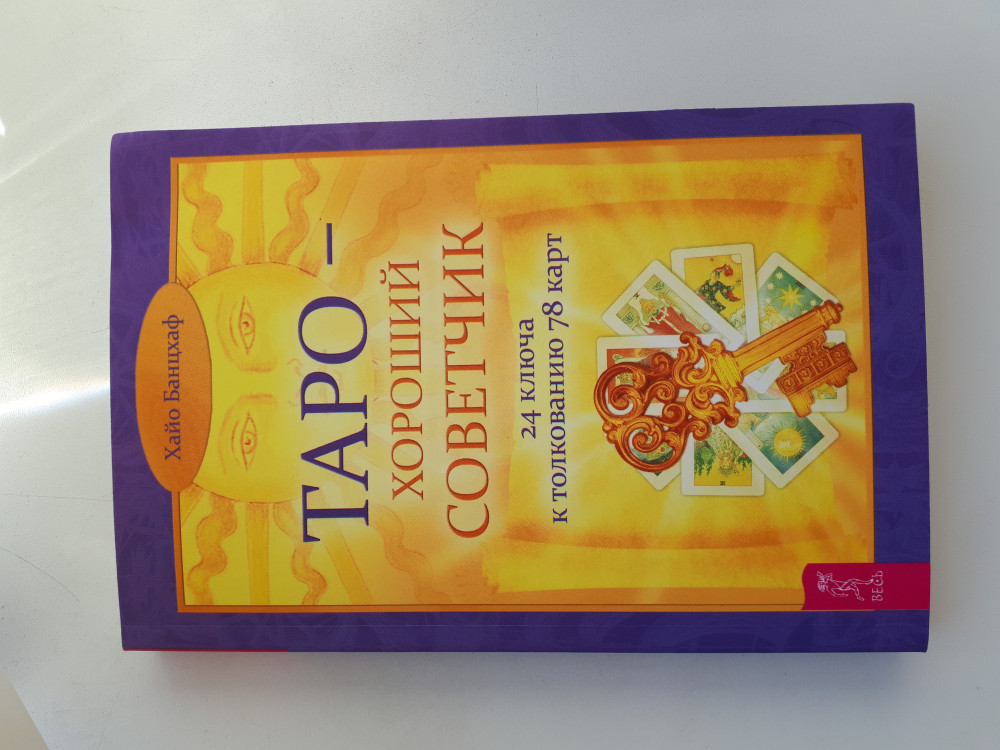 Хайо Банцхаф
ТАРО –
ХОРОШИЙ
СОВЕТЧИК
24 ключа
к толкованию 78 карт
ВЕСЬ